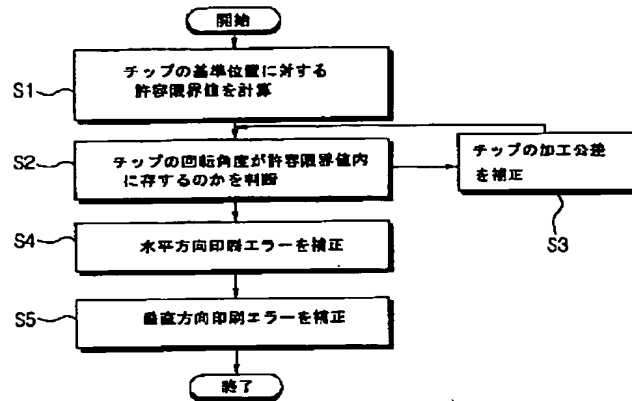 開始
S1
チップの基準位置に対する
許容限界値を計算
S2
チップの回転角度が許容限界値内
に存するのかを判断
チップの加工公差
を補正
S3
S4
水平方向印刷エラーを補正
S5
垂直方向印刷エラーを補正
終了